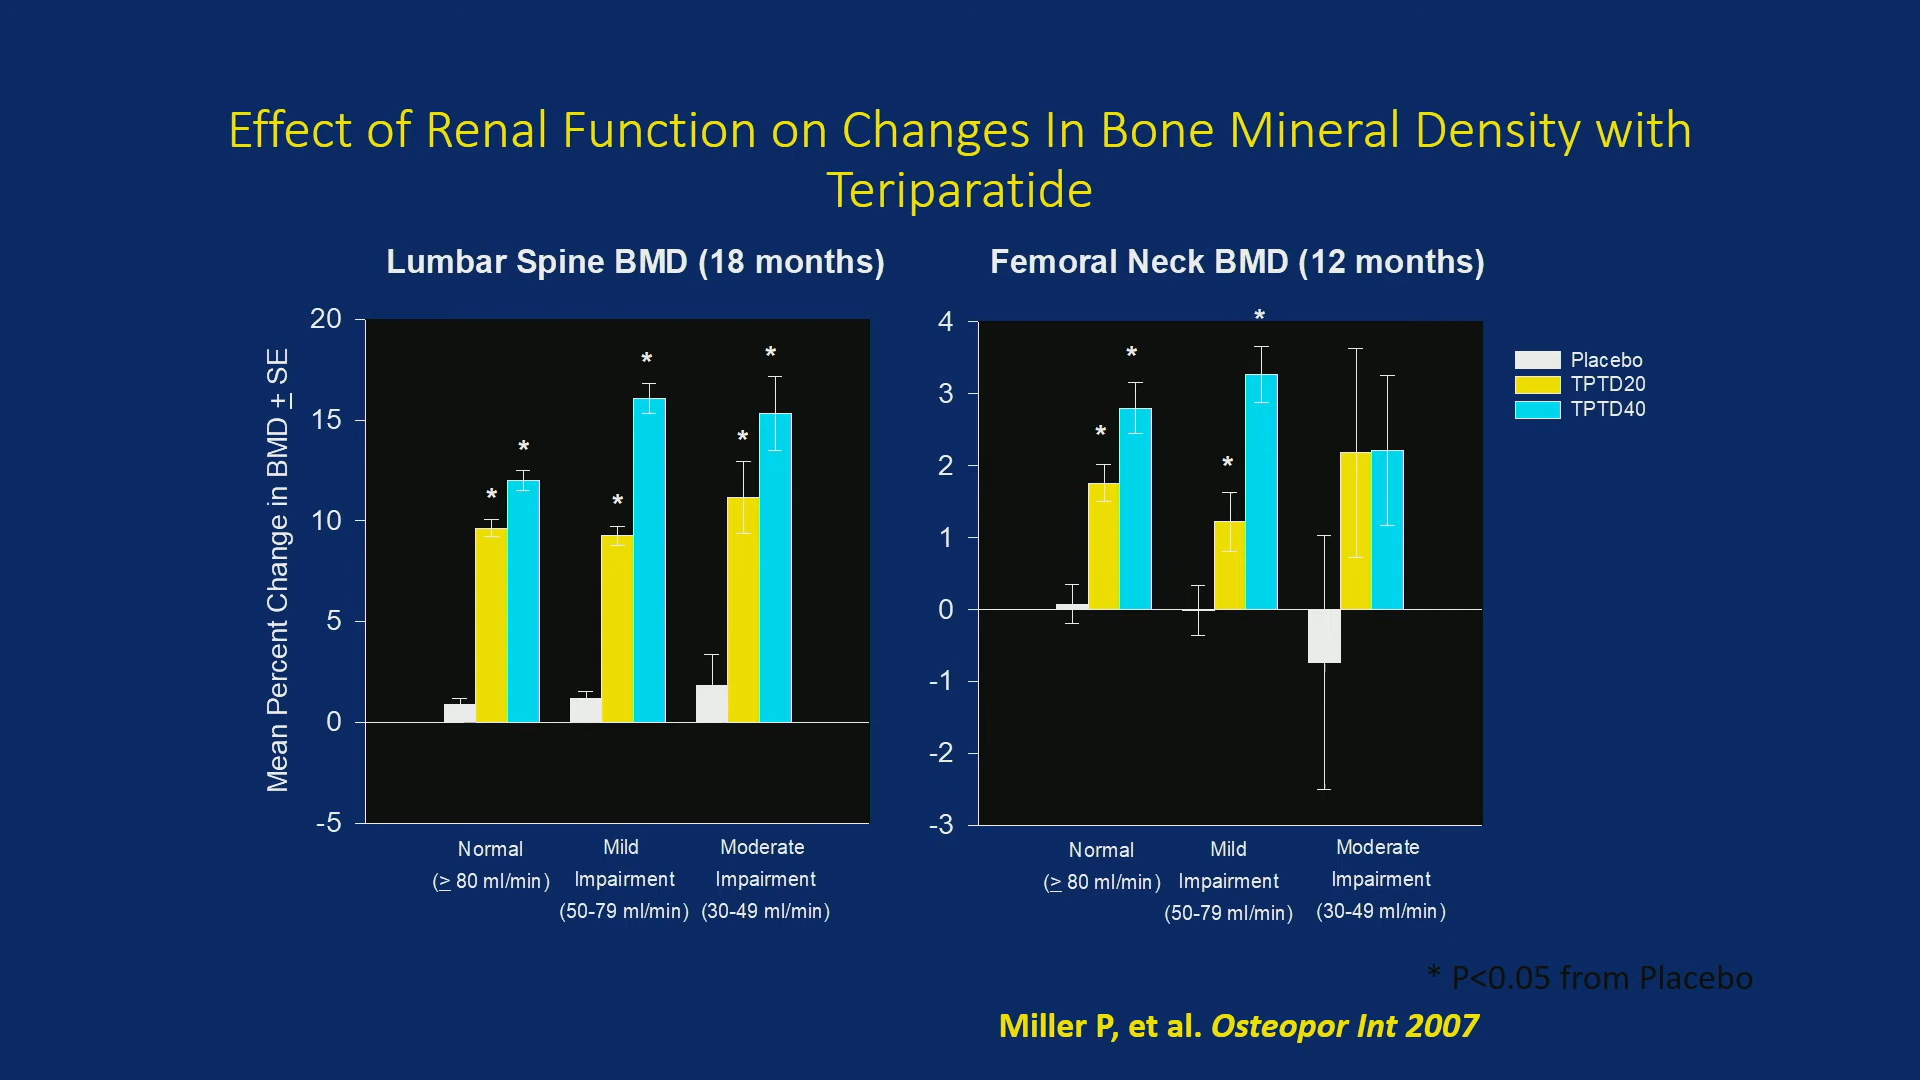 Effect of Renal Function on Changes In Bone Mineral Density with
Teriparatide
Lumbar Spine BMD (18 months)
Mean Percent Change in BMD ± SE
20
15
10
5
0
-5
*
*
*
*
*
*
Normal
(≥ 80 ml/min)
Mild
Impairment
(50-79 ml/min)
Moderate
Impairment
(30-49 ml/min)
Femoral Neck BMD (12 months)
4
3
2
1
0
-1
-2
-3
*
*
*
*
Normal
(≥ 80 ml/min)
Mild
Impairment
(50-79 ml/min)
Moderate
Impairment
(30-49 ml/min)
Placebo
TPTD20
TPTD40
* P<0.05 from Placebo
Miller P, et al. Osteopor Int 2007